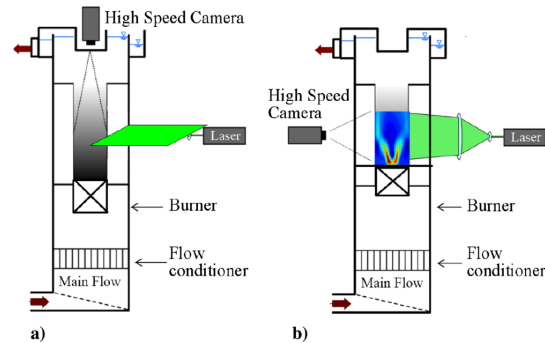 High Speed Camera
Laser
Burner
Flow
conditioner
Main Flow
a)
High Speed
Camera
Laser
Burner
Flow
conditioner
Main Flow
b)